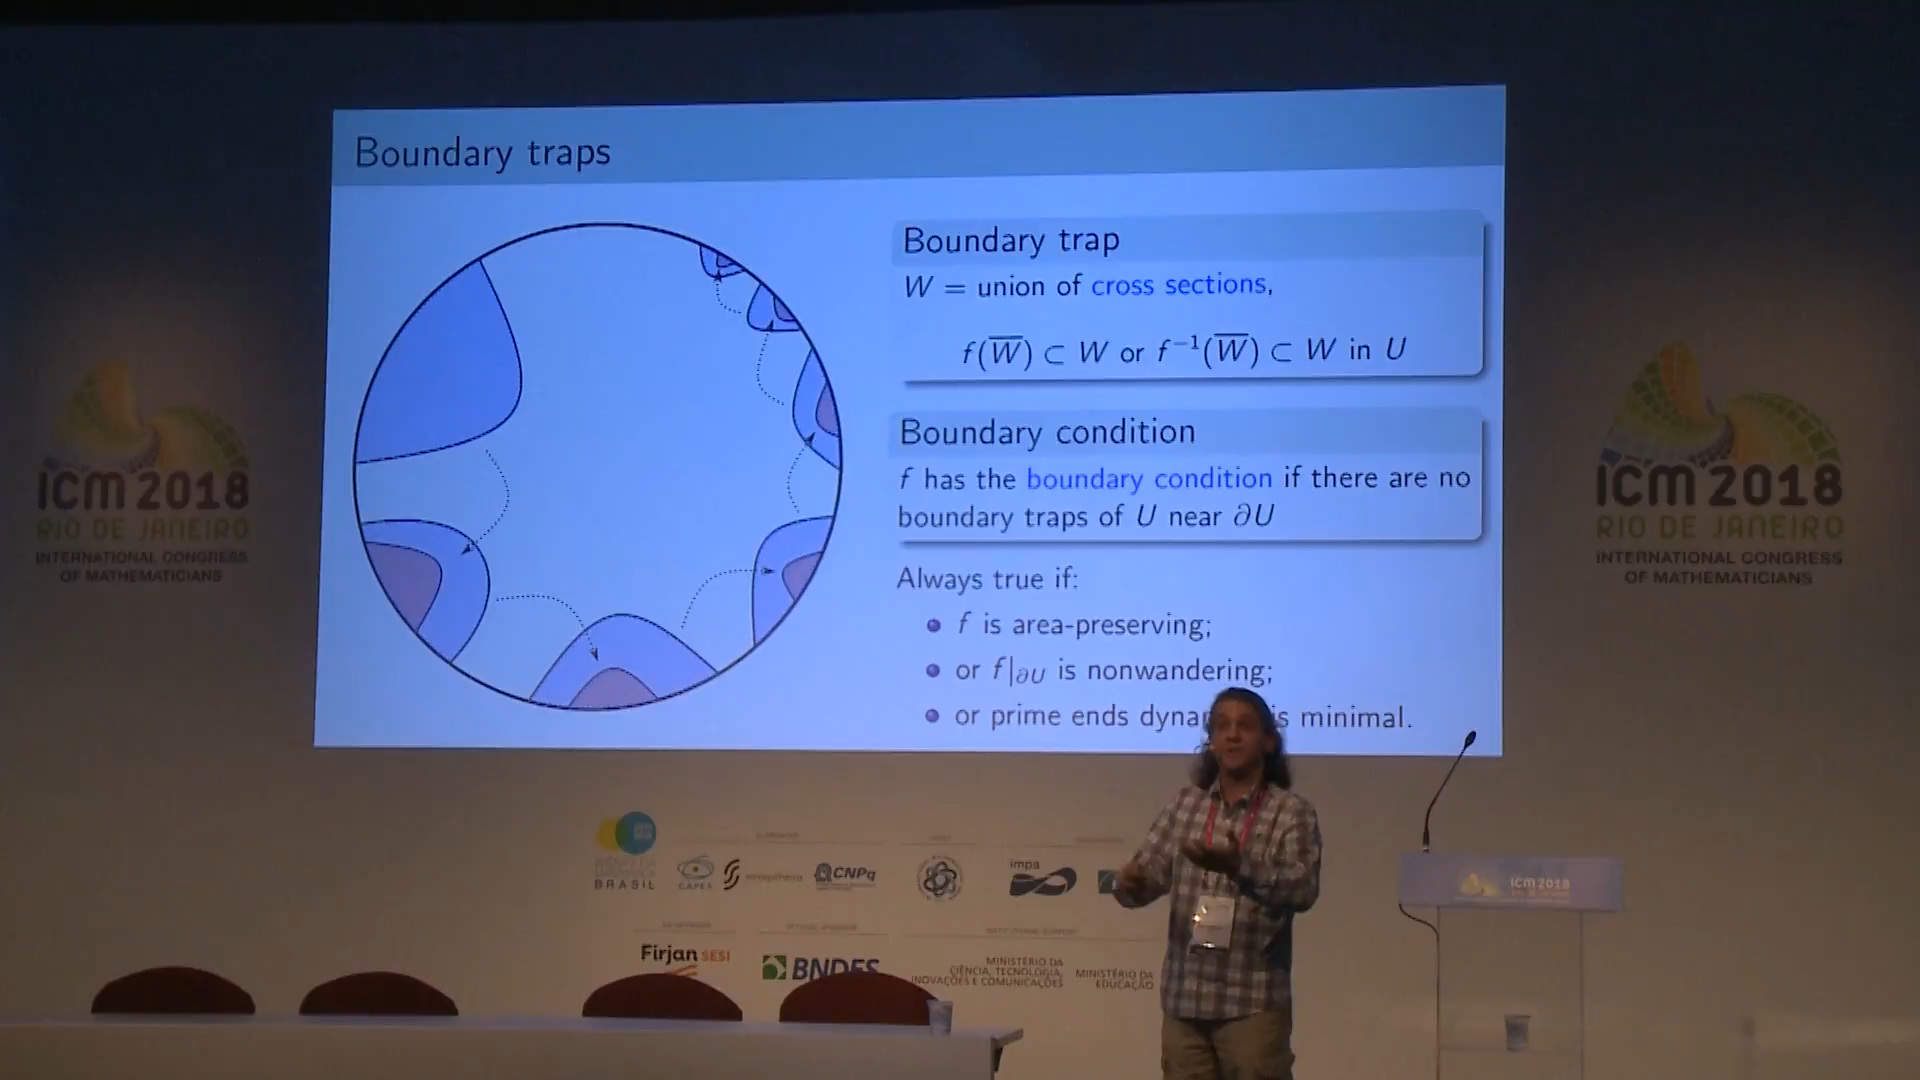 Boundary traps
Boundary trap
W = union of cross sections,
f(W̅) ⊂ W or f⁻¹(W̅) ⊂ W in U
Boundary condition
f has the boundary condition if there are no
boundary traps of U near ∂U
Always true if:
f is area-preserving;
or f|∂U is nonwandering;
or prime ends is minimal.
ICM 2018
RIO DE JANEIRO
INTERNATIONAL CONGRESS
OF MATHEMATICIANS
ICM 2018
RIO DE JANEIRO
INTERNATIONAL CONGRESS
OF MATHEMATICIANS
BRASIL
CAPES
CNPq
impa
Firjan SESI
BNDES
MINISTÉRIO DA
CIÊNCIA, TECNOLOGIA,
INOVAÇÕES E COMUNICAÇÕES
MINISTÉRIO DA
EDUCAÇÃO
ICM 2018